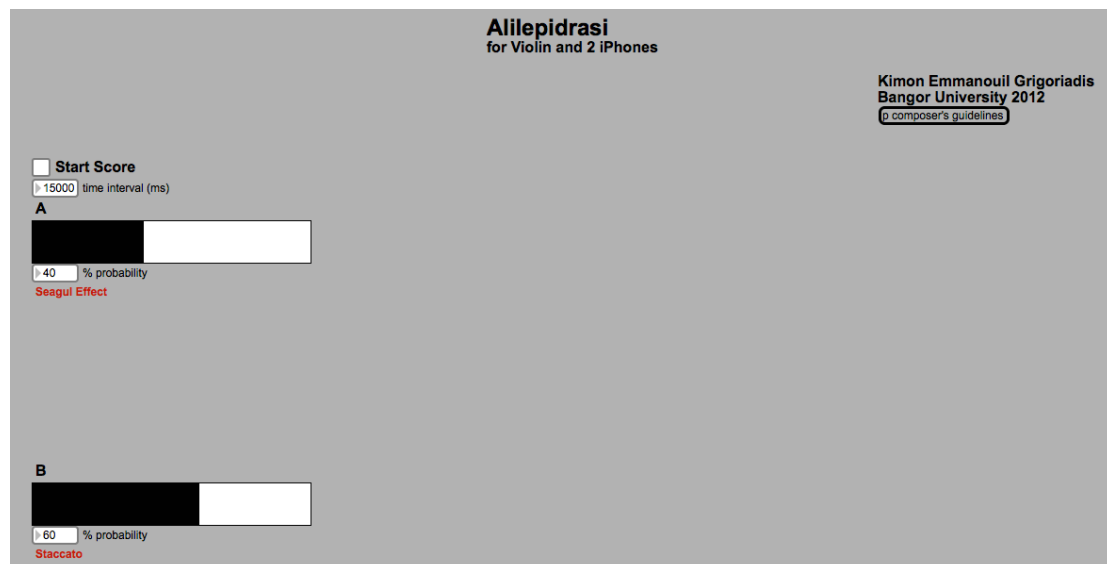 Alilepidrasi
for Violin and 2 iPhones
Kimon Emmanouil Grigoriadis
Bangor University 2012
p composer's guidelines
Start Score
15000 time interval (ms)
A
40 % probability
Seagul Effect
B
60 % probability
Staccato